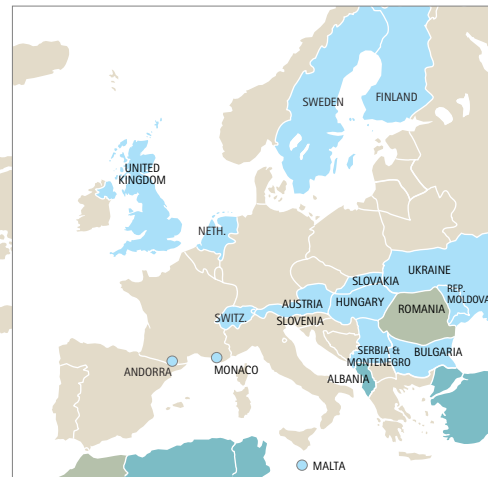 SWEDEN
FINLAND
UNITED
KINGDOM
NETH.
UKRAINE
SLOVAKIA
REP.
MOLDOVA
AUSTRIA
HUNGARY
ROMANIA
SWITZ.
SLOVENIA
SERBIA &
MONTENEGRO
BULGARIA
ANDORRA
MONACO
ALBANIA
MALTA